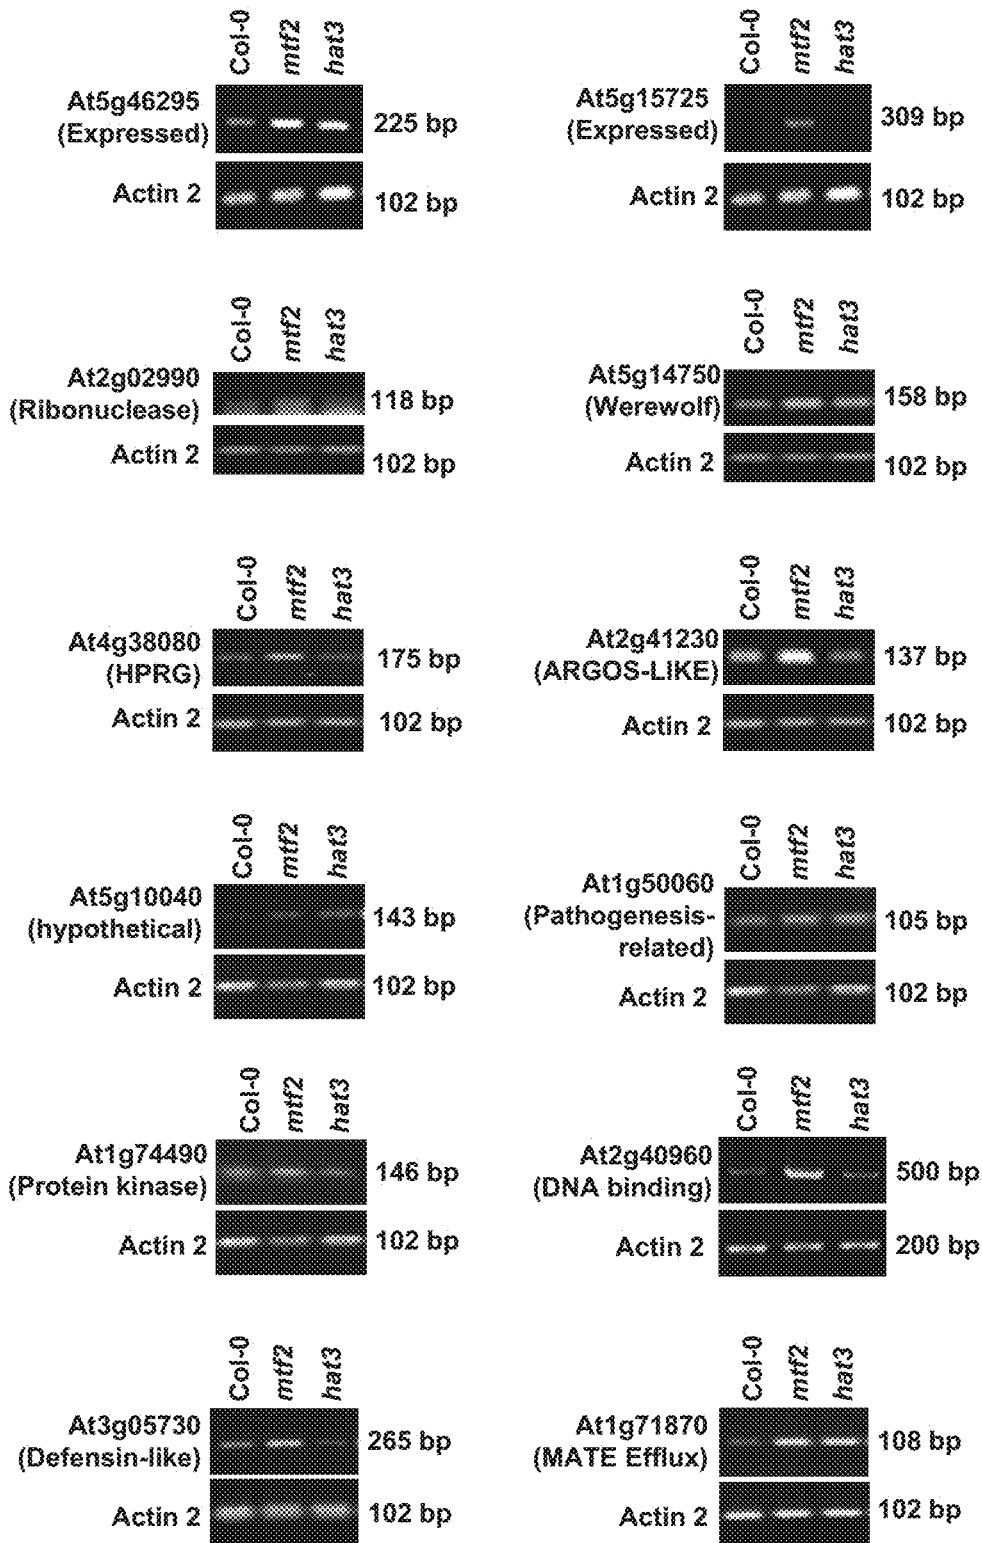 Col-0 mtf2 hat3
At5g46295
(Expressed)
225 bp
Actin 2
102 bp
Col-0 mtf2 hat3
At5g15725
(Expressed)
309 bp
Actin 2
102 bp
Col-0 mtf2 hat3
At2g02990
(Ribonuclease)
118 bp
Actin 2
102 bp
Col-0 mtf2 hat3
At5g14750
(Werewolf)
158 bp
Actin 2
102 bp
Col-0 mtf2 hat3
At4g38080
(HPRG)
175 bp
Actin 2
102 bp
Col-0 mtf2 hat3
At2g41230
(ARGOS-LIKE)
137 bp
Actin 2
102 bp
Col-0 mtf2 hat3
At5g10040
(hypothetical)
143 bp
Actin 2
102 bp
Col-0 mtf2 hat3
At1g50060
(Pathogenesis-
related)
105 bp
Actin 2
102 bp
Col-0 mtf2 hat3
At1g74490
(Protein kinase)
146 bp
Actin 2
102 bp
Col-0 mtf2 hat3
At2g40960
(DNA binding)
500 bp
Actin 2
200 bp
Col-0 mtf2 hat3
At3g05730
(Defensin-like)
265 bp
Actin 2
102 bp
Col-0 mtf2 hat3
At1g71870
(MATE Efflux)
108 bp
Actin 2
102 bp